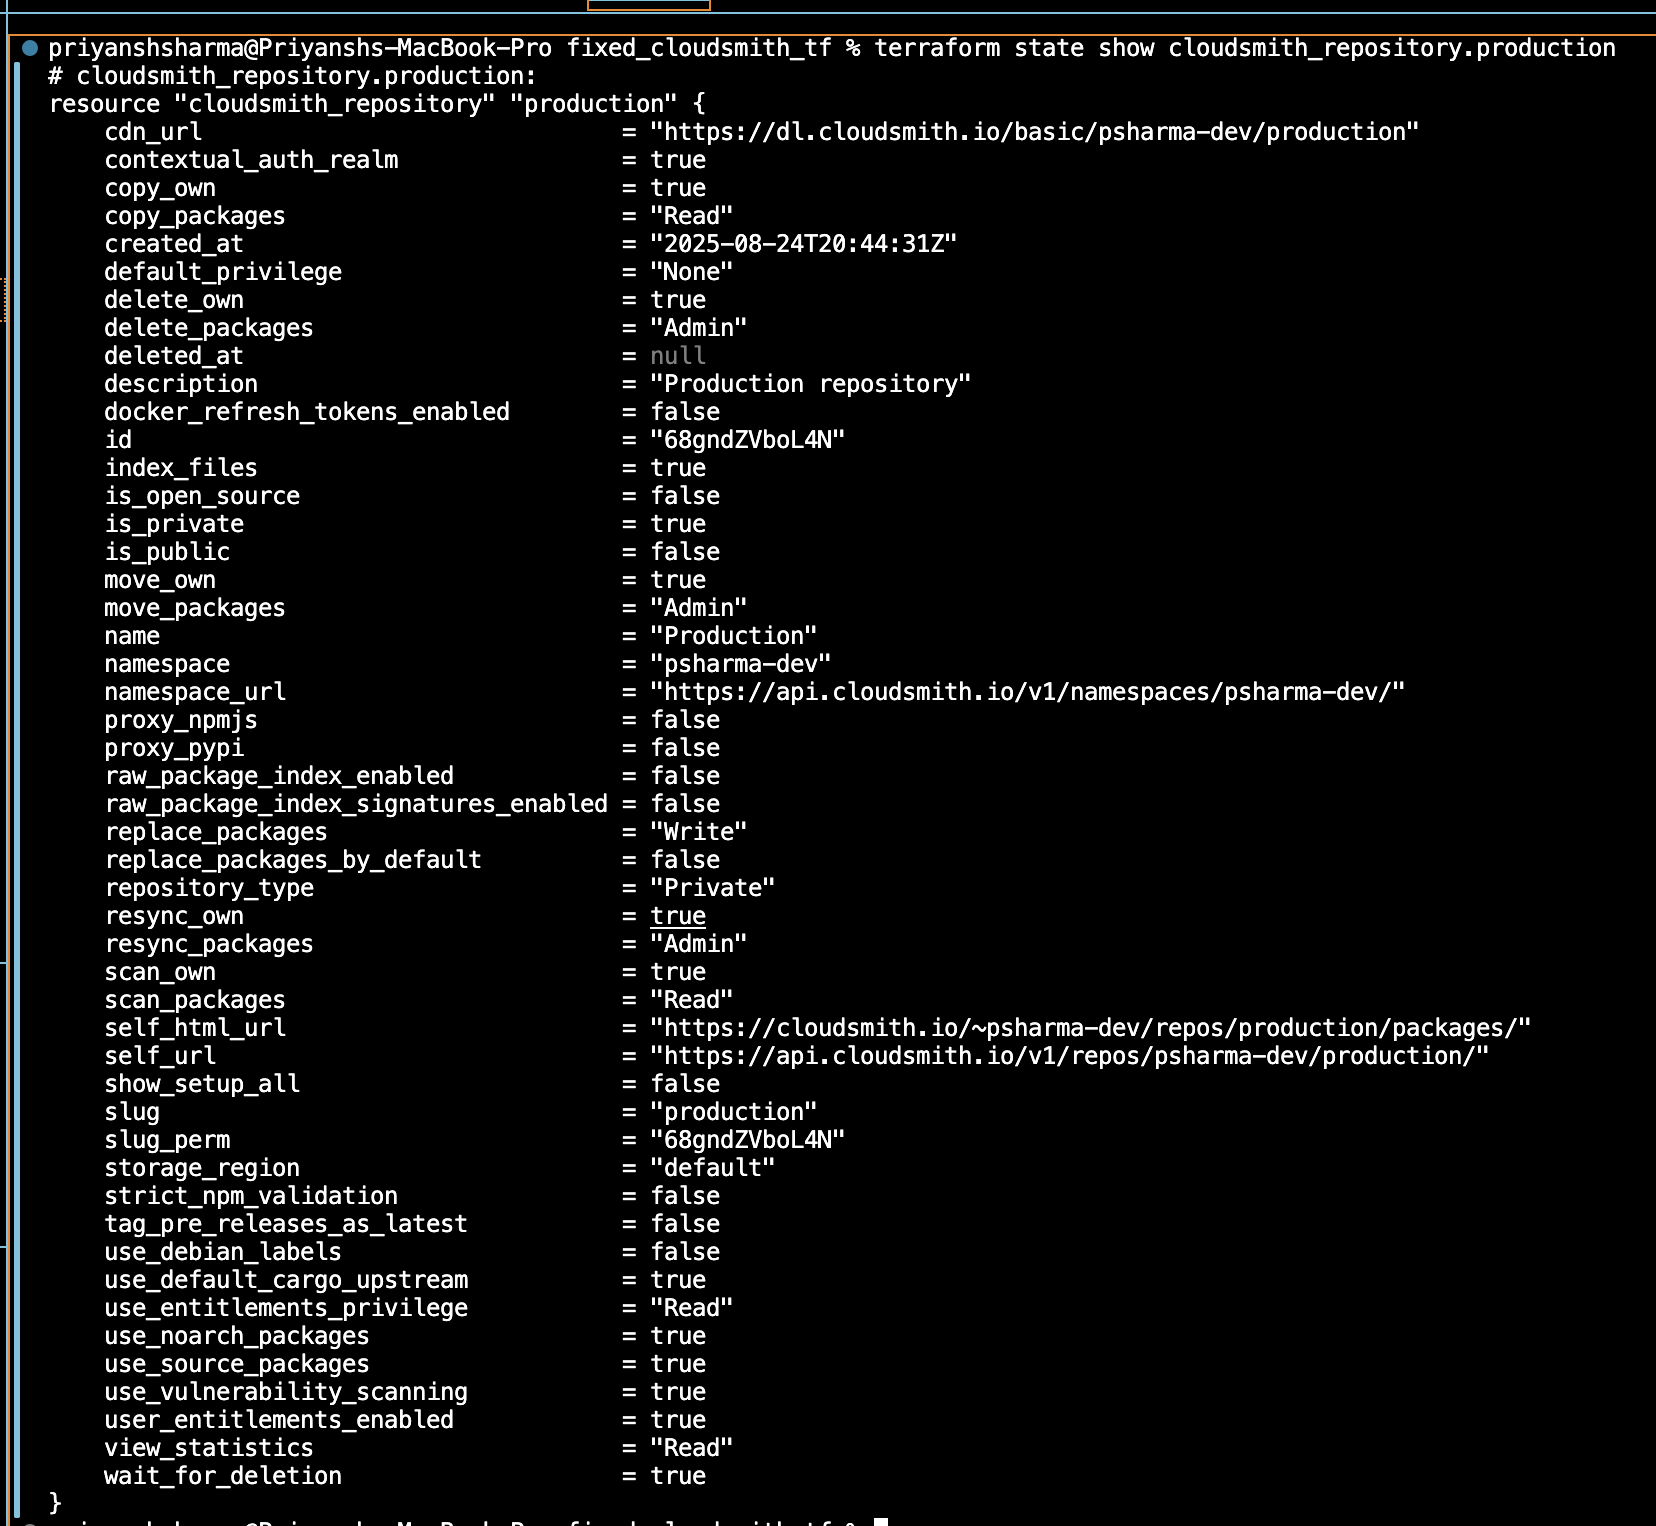 priyanshsharma@Priyanshs-MacBook-Pro fixed_cloudsmith_tf % terraform state show cloudsmith_repository.production
# cloudsmith_repository.production:
resource "cloudsmith_repository" "production" {
    cdn_url                              = "https://dl.cloudsmith.io/basic/psharma-dev/production"
    contextual_auth_realm                = true
    copy_own                             = true
    copy_packages                        = "Read"
    created_at                           = "2025-08-24T20:44:31Z"
    default_privilege                    = "None"
    delete_own                           = true
    delete_packages                      = "Admin"
    deleted_at                           = null
    description                          = "Production repository"
    docker_refresh_tokens_enabled        = false
    id                                   = "68gndZVboL4N"
    index_files                          = true
    is_open_source                       = false
    is_private                           = true
    is_public                            = false
    move_own                             = true
    move_packages                        = "Admin"
    name                                 = "Production"
    namespace                            = "psharma-dev"
    namespace_url                        = "https://api.cloudsmith.io/v1/namespaces/psharma-dev/"
    proxy_npmjs                          = false
    proxy_pypi                           = false
    raw_package_index_enabled            = false
    raw_package_index_signatures_enabled = false
    replace_packages                     = "Write"
    replace_packages_by_default          = false
    repository_type                      = "Private"
    resync_own                           = true
    resync_packages                      = "Admin"
    scan_own                             = true
    scan_packages                        = "Read"
    self_html_url                        = "https://cloudsmith.io/~psharma-dev/repos/production/packages/"
    self_url                             = "https://api.cloudsmith.io/v1/repos/psharma-dev/production/"
    show_setup_all                       = false
    slug                                 = "production"
    slug_perm                            = "68gndZVboL4N"
    storage_region                       = "default"
    strict_npm_validation                = false
    tag_pre_releases_as_latest           = false
    use_debian_labels                    = false
    use_default_cargo_upstream           = true
    use_entitlements_privilege           = "Read"
    use_noarch_packages                  = true
    use_source_packages                  = true
    use_vulnerability_scanning           = true
    user_entitlements_enabled            = true
    view_statistics                      = "Read"
    wait_for_deletion                    = true
}